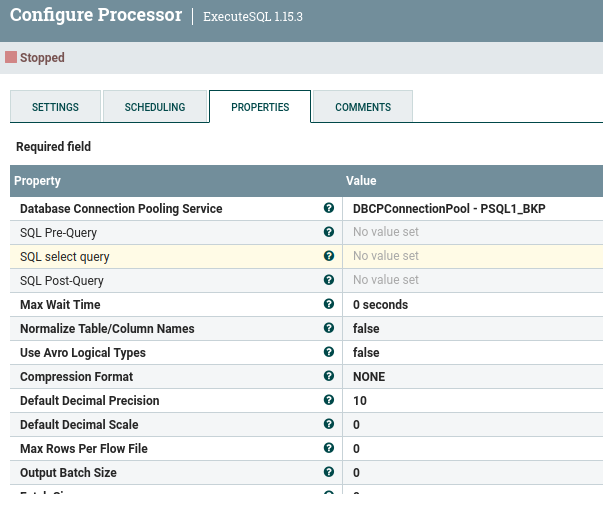 Configure Processor | ExecuteSQL 1.15.3
Stopped
SETTINGS SCHEDULING PROPERTIES COMMENTS
Required field
Property Value
Database Connection Pooling Service DBCPConnectionPool - PSQL1_BKP
SQL Pre-Query No value set
SQL select query No value set
SQL Post-Query No value set
Max Wait Time 0 seconds
Normalize Table/Column Names false
Use Avro Logical Types false
Compression Format NONE
Default Decimal Precision 10
Default Decimal Scale 0
Max Rows Per Flow File 0
Output Batch Size 0